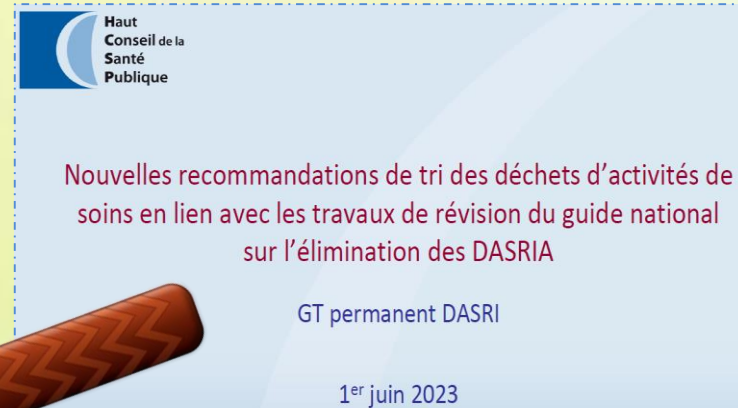 Haut
Conseil de la
Santé
Publique
Nouvelles recommandations de tri des déchets d’activités de
soins en lien avec les travaux de révision du guide national
sur l’élimination des DASRIA
GT permanent DASRI
1er juin 2023